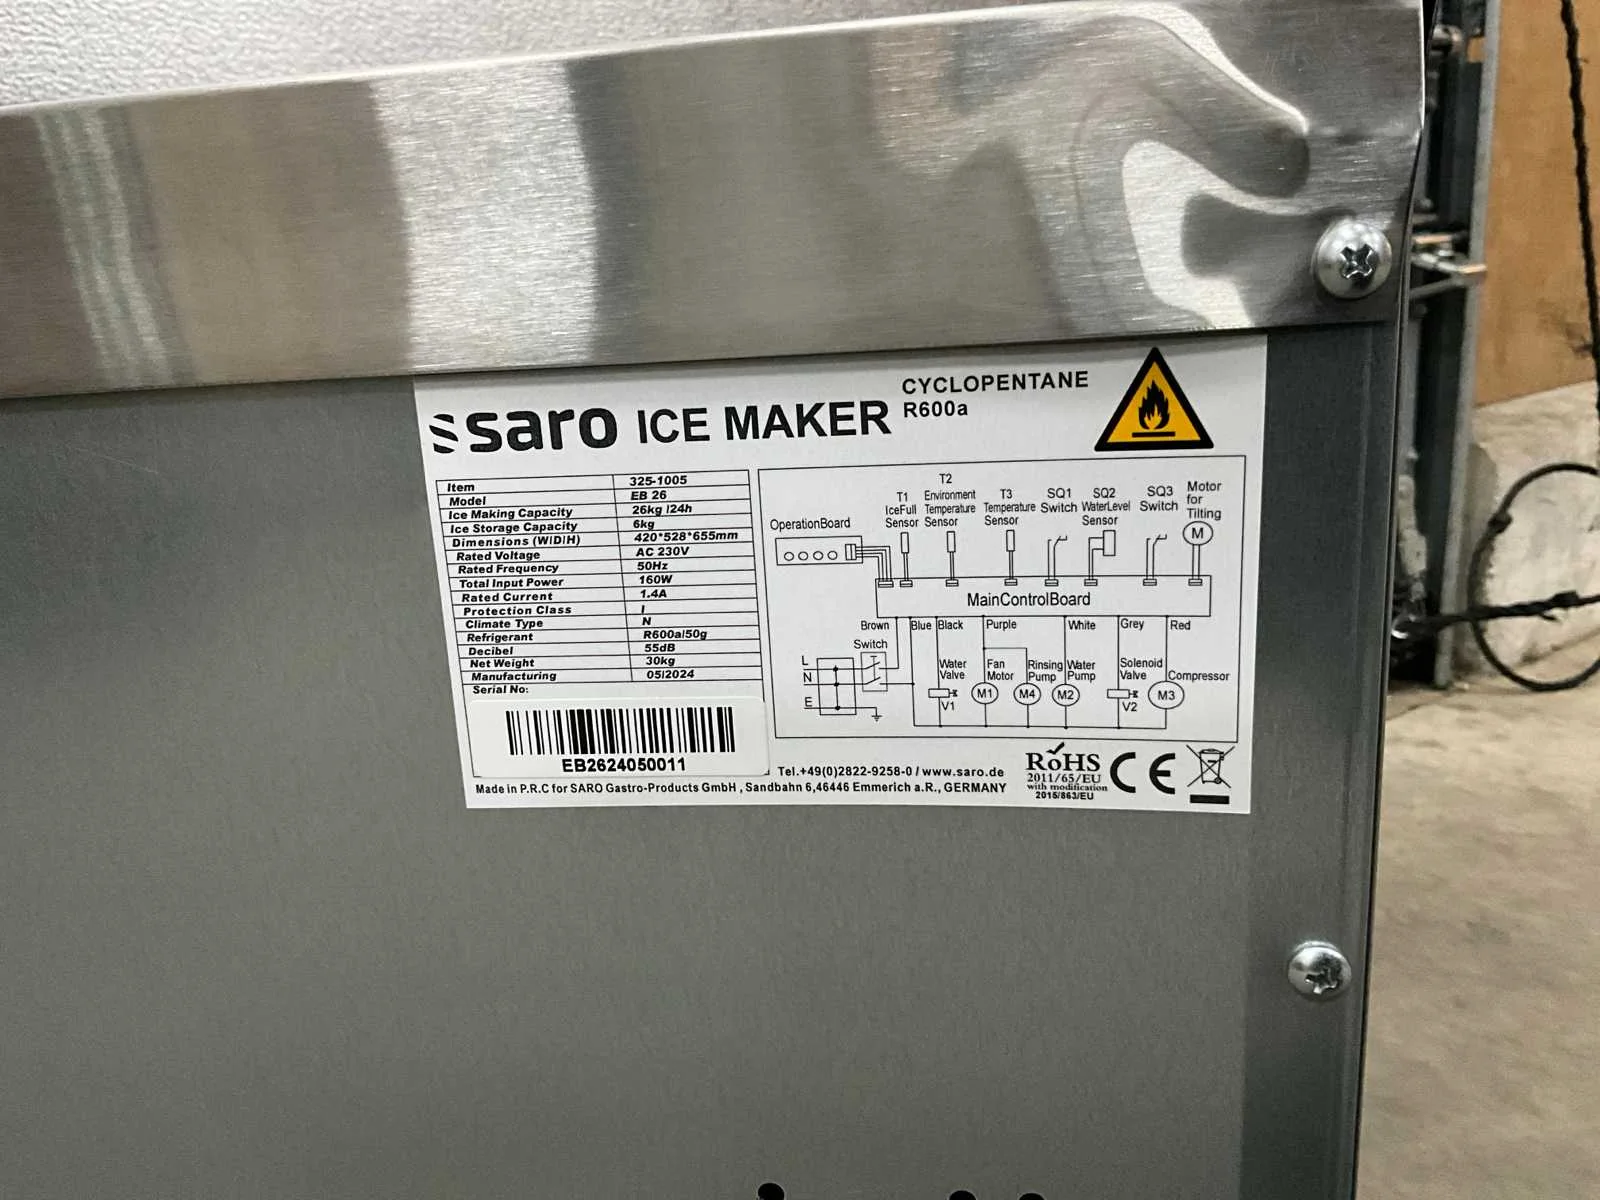 saro ICE MAKER CYCLOPENTANE
R600a
Item 325-1005
Model EB 26
Ice Making Capacity 26kg /24h
Ice Storage Capacity 6kg
Dimensions (W|D|H) 420*528*655mm
Rated Voltage AC 230V
Rated Frequency 50Hz
Total Input Power 160W
Rated Current 1.4A
Protection Class I
Climate Type N
Refrigerant R600a|50g
Decibel 55dB
Net Weight 30kg
Manufacturing 05|2024
Serial No:
EB2624050011
OperationBoard
T1
IceFull
Sensor
T2
Environment
Temperature
Sensor
T3
Temperature
Sensor
SQ1
Switch
SQ2
WaterLevel
Sensor
SQ3
Switch
Motor
for
Tilting
M
MainControlBoard
Brown Blue Black Purple White Grey Red
Switch
L
N
E
Water
Valve
V1
Fan
Motor
M1
Rinsing
Pump
M4
Water
Pump
M2
Solenoid
Valve
V2
Compressor
M3
Tel.+49(0)2822-9258-0 / www.saro.de
Made in P.R.C for SARO Gastro-Products GmbH , Sandbahn 6,46446 Emmerich a.R., GERMANY
RoHS
2011/65/EU
with modification
2015/863/EU
CE